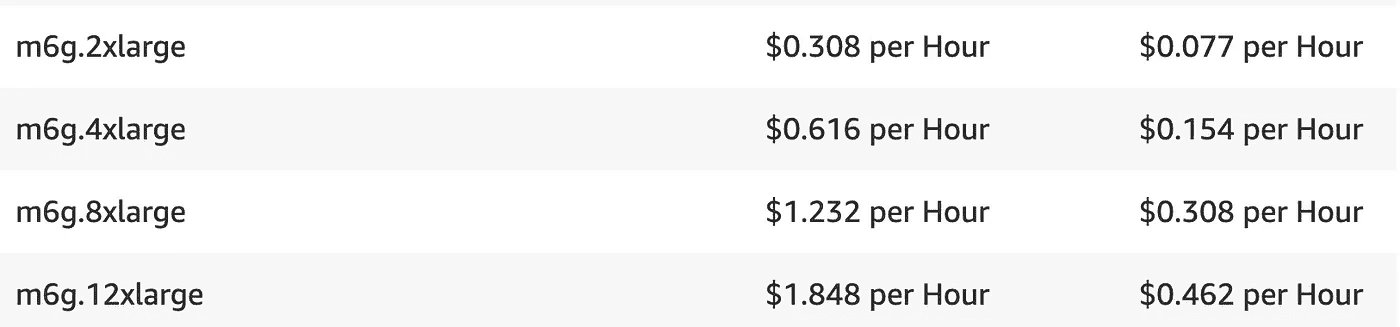 m6g.2xlarge $0.308 per Hour $0.077 per Hour
m6g.4xlarge $0.616 per Hour $0.154 per Hour
m6g.8xlarge $1.232 per Hour $0.308 per Hour
m6g.12xlarge $1.848 per Hour $0.462 per Hour